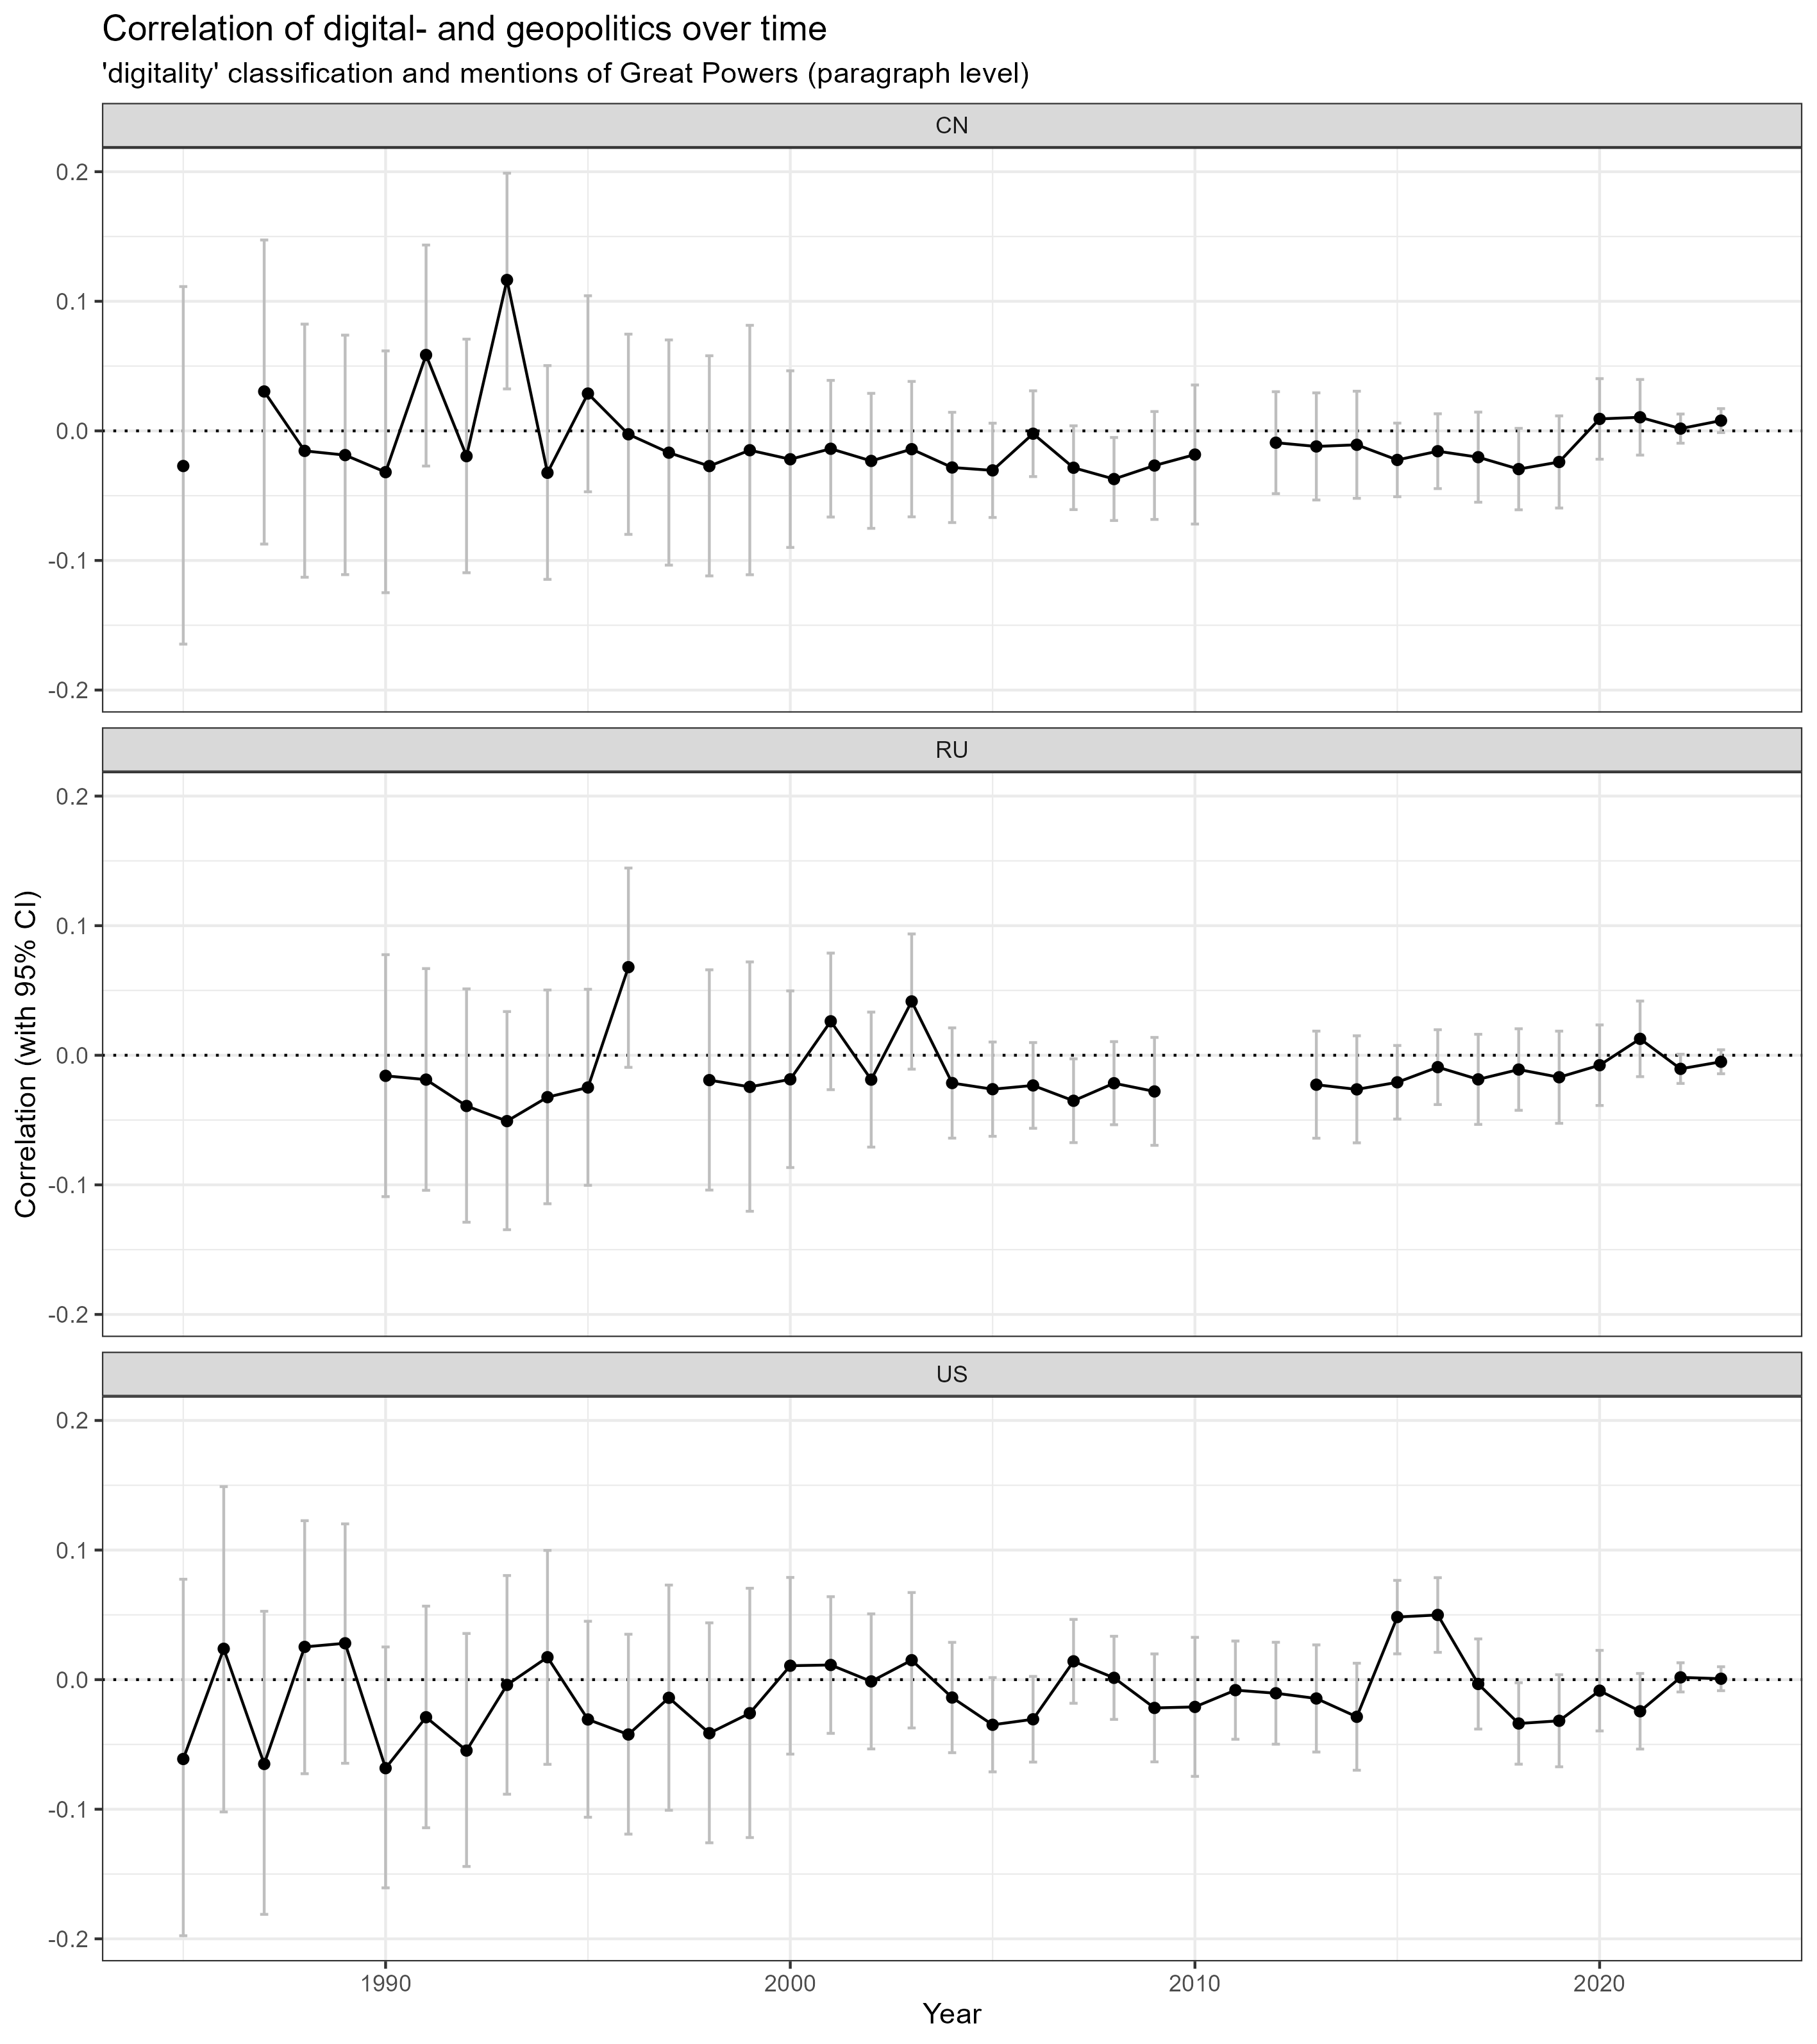 Correlation of digital- and geopolitics over time
'digitality' classification and mentions of Great Powers (paragraph level)
CN
0.2
0.1
0.0
-0.1
-0.2
RU
0.2
0.1
0.0
-0.1
-0.2
US
0.2
0.1
0.0
-0.1
-0.2
Correlation (with 95% CI)
1990
2000
2010
2020
Year